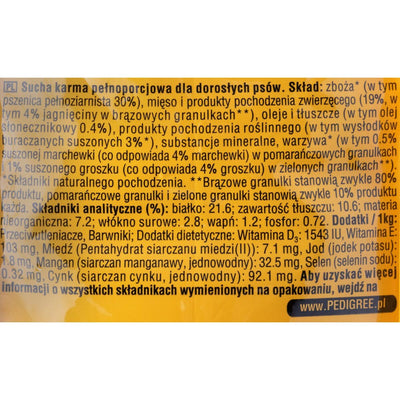 PL Sucha karma pełnoporcjowa dla dorosłych psów. Skład: zboża* (w tym
pszenica pełnoziarnista 30%), mięso i produkty pochodzenia zwierzęcego (19%, w
tym 4% jagnięciny w brązowych granulkach**), oleje i tłuszcze (w tym olej
słonecznikowy 0.4%), produkty pochodzenia roślinnego (w tym wysłodków
buraczanych suszonych 3%*), substancje mineralne, warzywa* (w tym 0.5%
suszonej marchewki (co odpowiada 4% marchewki) w pomarańczowych granulkach
i 1% suszonego groszku (co odpowiada 4% groszku) w zielonych granulkach**).
*Składniki naturalnego pochodzenia. **Brązowe granulki stanowią zwykle 80%
produktu, pomarańczowe granulki i zielone granulki stanowią zwykle 10%
produktu. Składniki analityczne (%): białko: 21.6; zawartość tłuszczu: 10.6; materia
nieorganiczna: 7.2; włókno surowe: 2.8; wapń: 1.2; fosfor: 0.72. Dodatki / 1kg:
Przeciwutleniacze, Barwniki; Dodatki dietetyczne: Witamina D₃: 1543 IU, Witamina E:
103 mg, Miedź (Pentahydrat siarczanu miedzi(II)): 7.1 mg, Jod (jodek potasu):
1.8 mg, Mangan (siarczan manganawy, jednowodny): 32.5 mg, Selen (selenin sodu):
0.32 mg, Cynk (siarczan cynku, jednowodny): 92.1 mg. Aby uzyskać więcej
informacji o wszystkich składnikach wymienionych na opakowaniu, wejdź na
www.PEDIGREE.pl